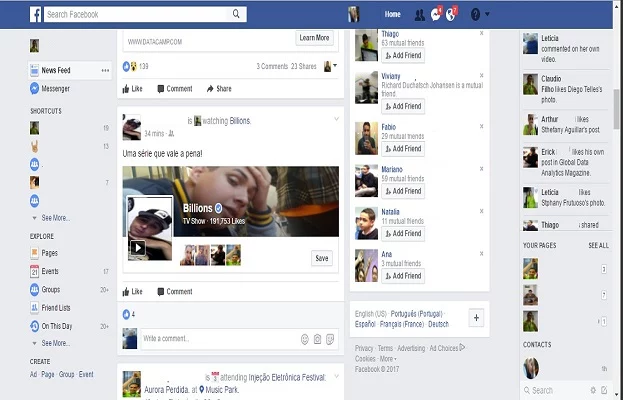 Search Facebook
Home
4
7
WWW.DATACAMP.COM
Learn More
139
3 Comments 23 Shares
Like Comment Share
News Feed
Messenger
SHORTCUTS
19
13
7
See More...
EXPLORE
Pages
Events 17
Groups 20+
Friend Lists
On This Day 20+
See More...
CREATE
Ad · Page · Group · Event
is watching Billions.
34 mins ·
Uma série que vale a pena!
Billions
TV Show · 191,753 Likes
Save
Like Comment
4
Write a comment...
is attending Injeção Eletrônica Festival:
Aurora Perdida. at Music Park.
Thiago
63 mutual friends
Add Friend
Viviany
Richard Duchatsch Johansen is a mutual
friend
Add Friend
Fabio
29 mutual friends
Add Friend
Mariano
59 mutual friends
Add Friend
Natalia
11 mutual friends
Add Friend
Ana
3 mutual friends
Add Friend
English (US) · Português (Portugal) ·
Español · Français (France) · Deutsch
Privacy · Terms · Advertising · Ad Choices
Cookies · More
Facebook © 2017
Leticia
commented on her own
video.
Claudio
Filho likes Diego Telles's
photo.
Arthur likes
Sthefany Aguillar's post.
Erick likes his own
post in Global Data
Analytics Magazine.
Leticia likes
Stphany Frutuoso's photo.
Thiago shared
YOUR PAGES SEE ALL
3
7
1
CONTACTS
Search